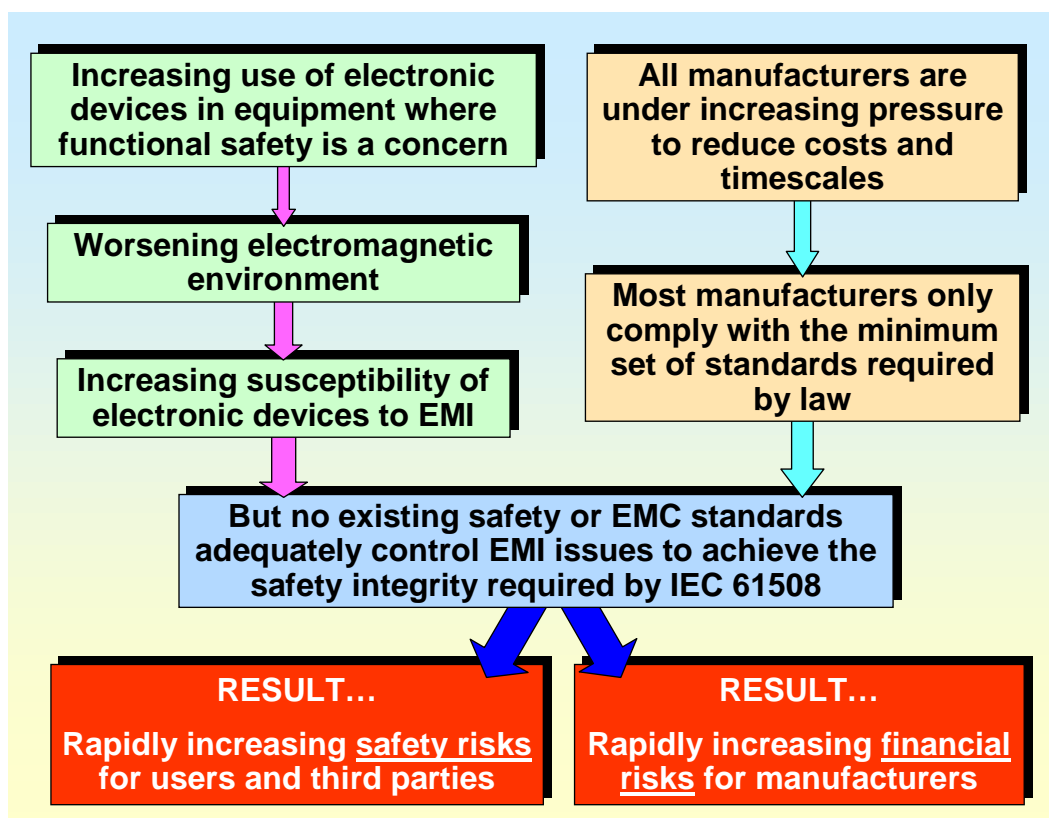 Increasing use of electronic
devices in equipment where
functional safety is a concern
Worsening electromagnetic
environment
Increasing susceptibility of
electronic devices to EMI
All manufacturers are
under increasing pressure
to reduce costs and
timescales
Most manufacturers only
comply with the minimum
set of standards required
by law
But no existing safety or EMC standards
adequately control EMI issues to achieve the
safety integrity required by IEC 61508
RESULT…
Rapidly increasing safety risks
for users and third parties
RESULT…
Rapidly increasing financial
risks for manufacturers